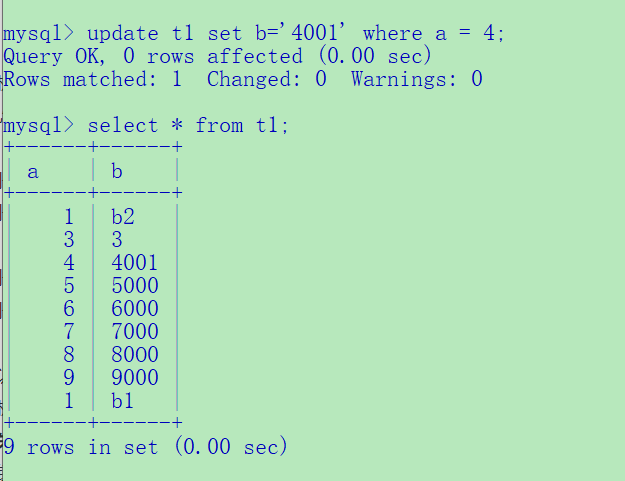 mysql> update t1 set b='4001' where a = 4;
Query OK, 0 rows affected (0.00 sec)
Rows matched: 1  Changed: 0  Warnings: 0
mysql> select * from t1;
+------+------+
| a    | b    |
+------+------+
|    1 | b2   |
|    3 | 3    |
|    4 | 4001 |
|    5 | 5000 |
|    6 | 6000 |
|    7 | 7000 |
|    8 | 8000 |
|    9 | 9000 |
|    1 | b1   |
+------+------+
9 rows in set (0.00 sec)